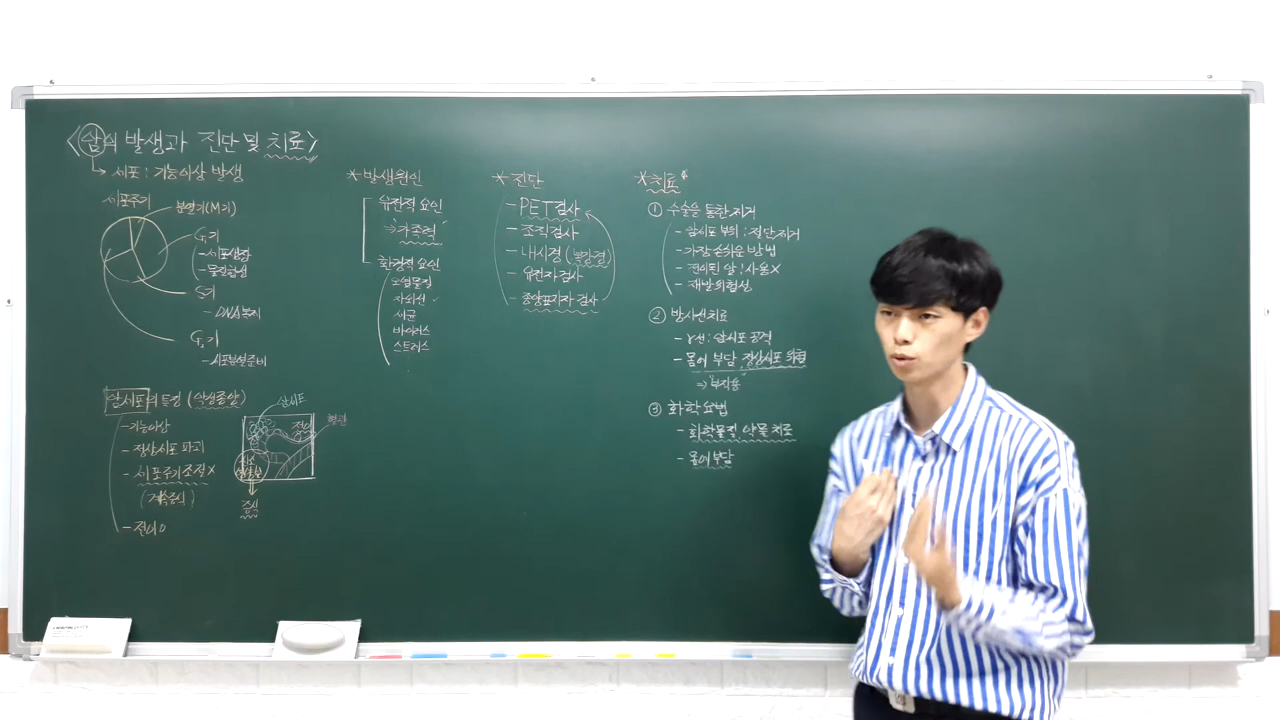 <암의 발생과 진단 및 치료>
세포 : 기능이상 발생
세포주기
분열기(M기)
G₁기
- 세포생장
- 물질합성
S기
- DNA복제
G₂기
- 세포분열준비
암세포의 특징 (악성종양)
- 기능이상
- 정상세포 파괴
- 세포주기조절X
(계속증식)
- 전이O
암세포
혈관
전이
증식
*발생원인
유전적 요인
⇒가족력
환경적요인
오염물질
자외선
세균
바이러스
스트레스
*진단
- PET검사
- 조직검사
- 내시경(복강경)
- 유전자검사
- 종양표지자 검사
*치료
① 수술을 통한 제거
- 암세포 부위 : 절단, 제거
- 가장 손쉬운 방법
- 전이된 암 : 사용X
- 재발위험성
② 방사선치료
- γ선 : 암세포 공격
- 몸에 부담, 정상세포 위험
⇒"부작용"
③ 화학요법
- 화학물질, 약물 치료
- 몸에 부담